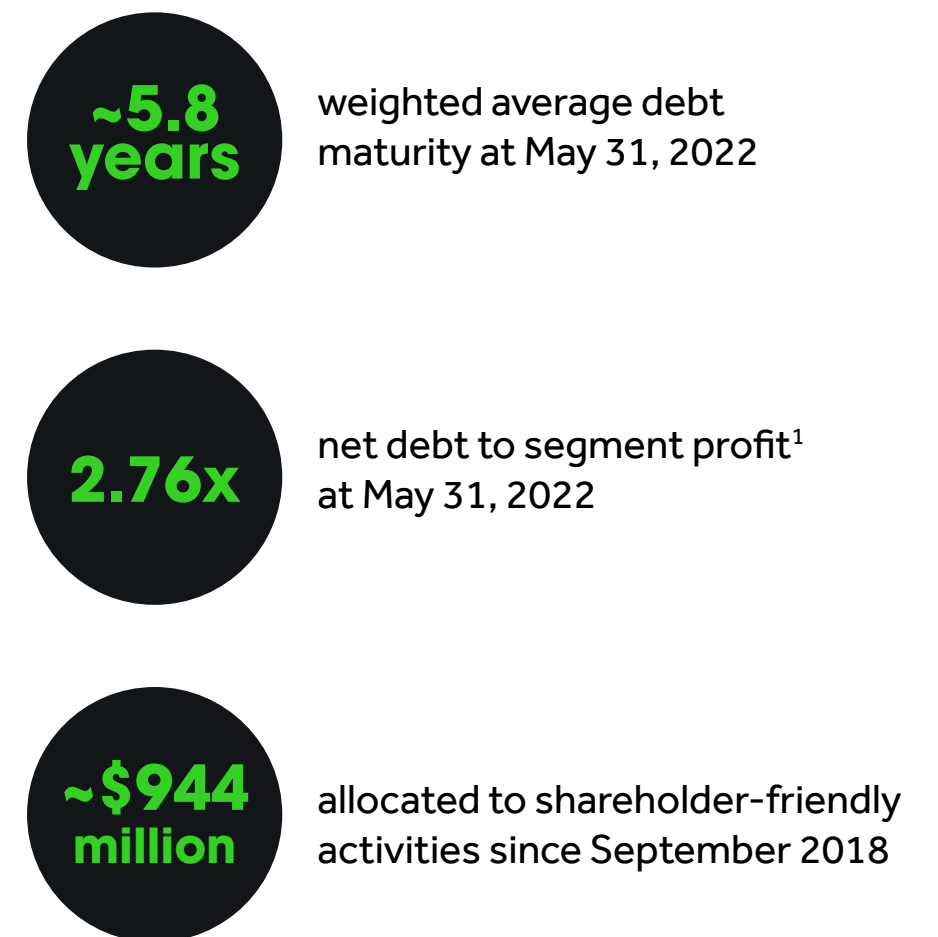 ~5.8
years
weighted average debt
maturity at May 31, 2022
2.76x
net debt to segment profit¹
at May 31, 2022
~$944
million
allocated to shareholder-friendly
activities since September 2018